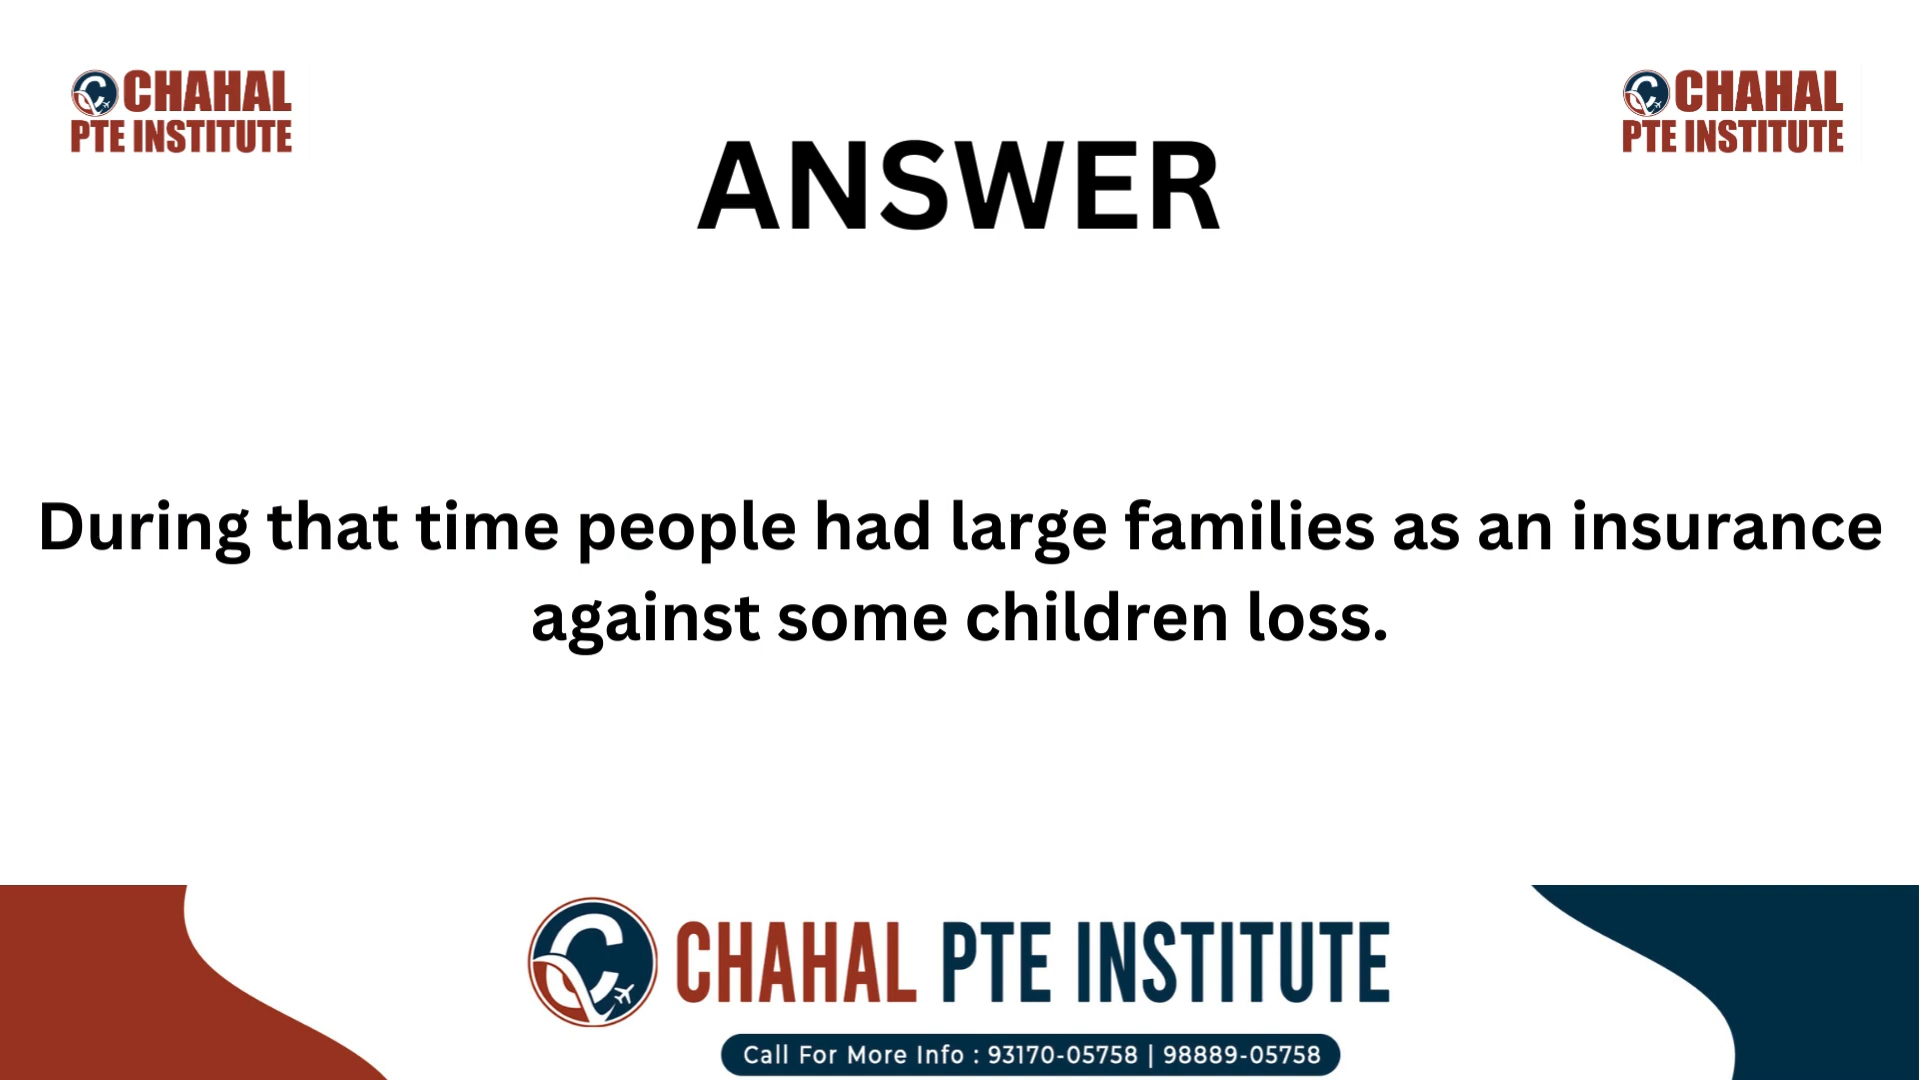 CHAHAL
PTE INSTITUTE
CHAHAL
PTE INSTITUTE
ANSWER
During that time people had large families as an insurance
against some children loss.
CHAHAL PTE INSTITUTE
Call For More Info : 93170-05758 | 98889-05758